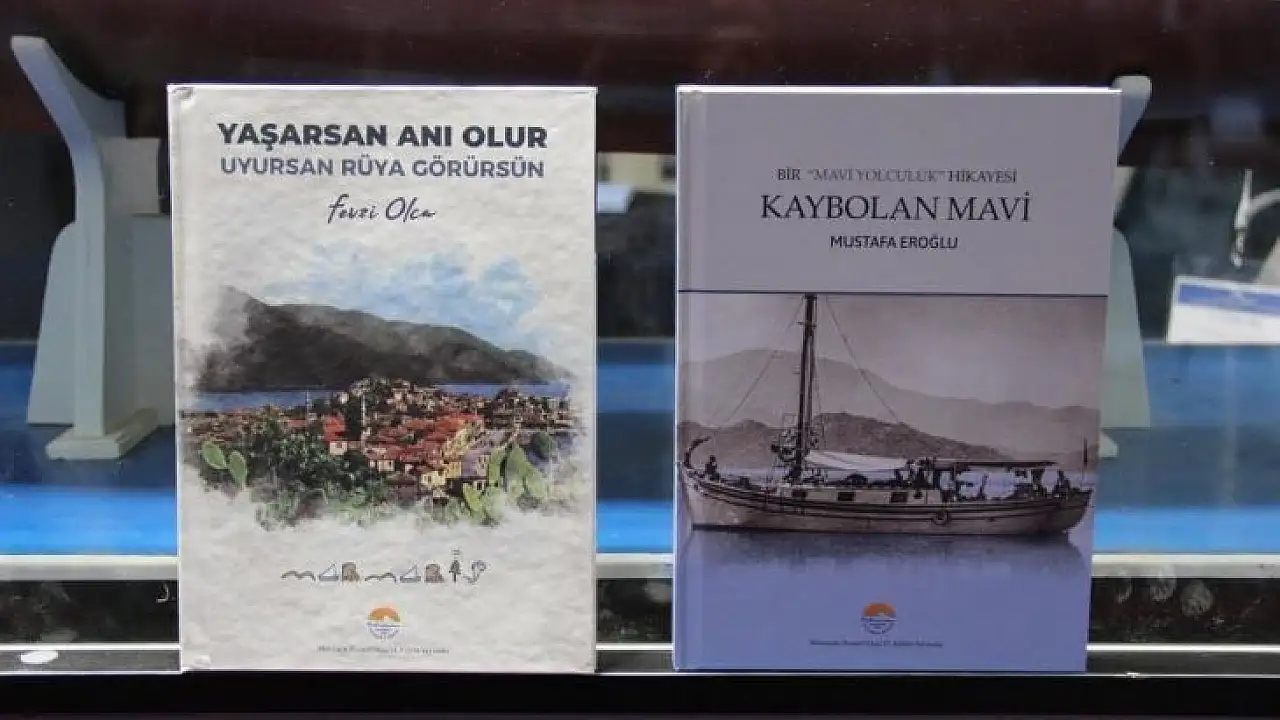 YAŞARSAN ANI OLUR
UYURSAN RÜYA GÖRÜRSÜN
Fevzi Olca
BİR "MAVİ YOLCULUK" HİKAYESİ
KAYBOLAN MAVİ
MUSTAFA EROĞLU